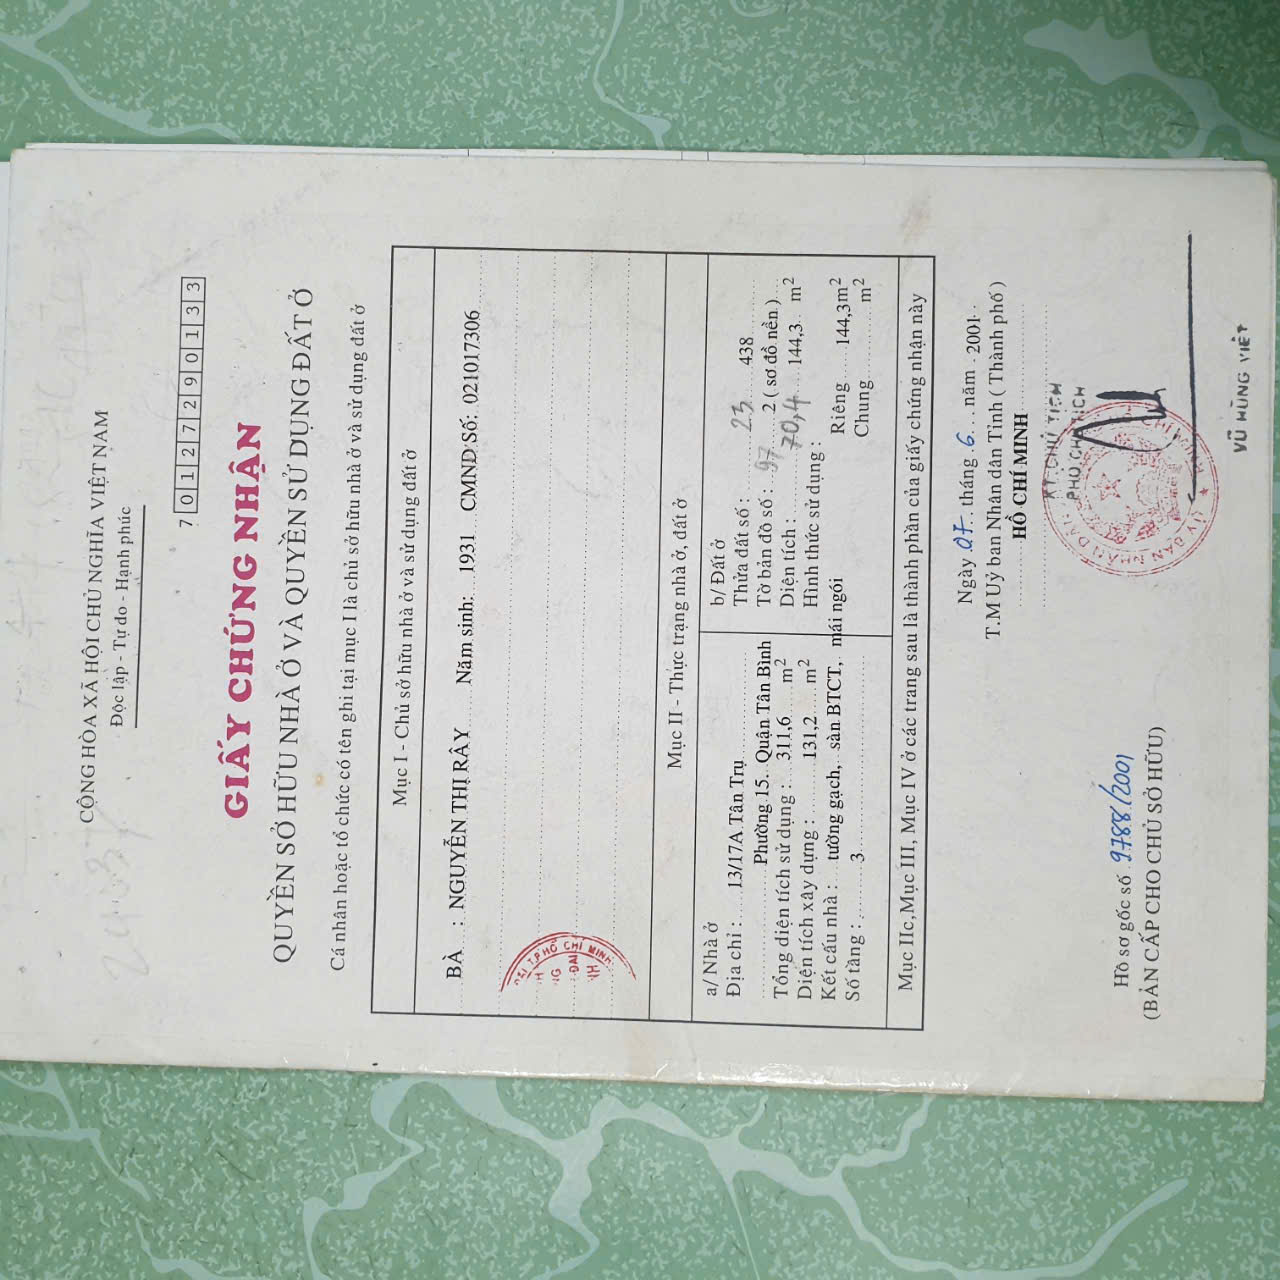 CỘNG HÒA XÃ HỘI CHỦ NGHĨA VIỆT NAM
Độc lập - Tự do - Hạnh phúc
7 0 1 2 7 2 9 0 1 3 3
GIẤY CHỨNG NHẬN
QUYỀN SỞ HỮU NHÀ Ở VÀ QUYỀN SỬ DỤNG ĐẤT Ở
Cá nhân hoặc tổ chức có tên ghi tại mục I là chủ sở hữu nhà ở và sử dụng đất ở
Mục I - Chủ sở hữu nhà ở và sử dụng đất ở
BÀ : NGUYỄN THỊ RÂY Năm sinh: 1931 CMND Số: 021017306
Mục II - Thực trạng nhà ở, đất ở
a/ Nhà ở
Địa chỉ : 13/17A Tân Trụ
Phường 15 Quận Tân Bình
Tổng diện tích sử dụng : 311,6 m2
Diện tích xây dựng : 131,2 m2
Kết cấu nhà : tường gạch, sàn BTCT, mái ngói
Số tầng : 3
b/ Đất ở
Thửa đất số : 23 438
Tờ bản đồ số : 97 2 ( sơ đồ nền )
Diện tích : 70,4 144,3 m2
Hình thức sử dụng :
Riêng 144,3m2
Chung m2
Mục IIc, Mục III, Mục IV ở các trang sau là thành phần của giấy chứng nhận này
Ngày 07 tháng 6 năm 2001
T.M Uỷ ban Nhân dân Tỉnh ( Thành phố )
HỒ CHÍ MINH
KT. CHỦ TỊCH
PHÓ CHỦ TỊCH
VŨ HÙNG VIỆT
Hồ sơ gốc số 9788/2001
(BẢN CẤP CHO CHỦ SỞ HỮU)